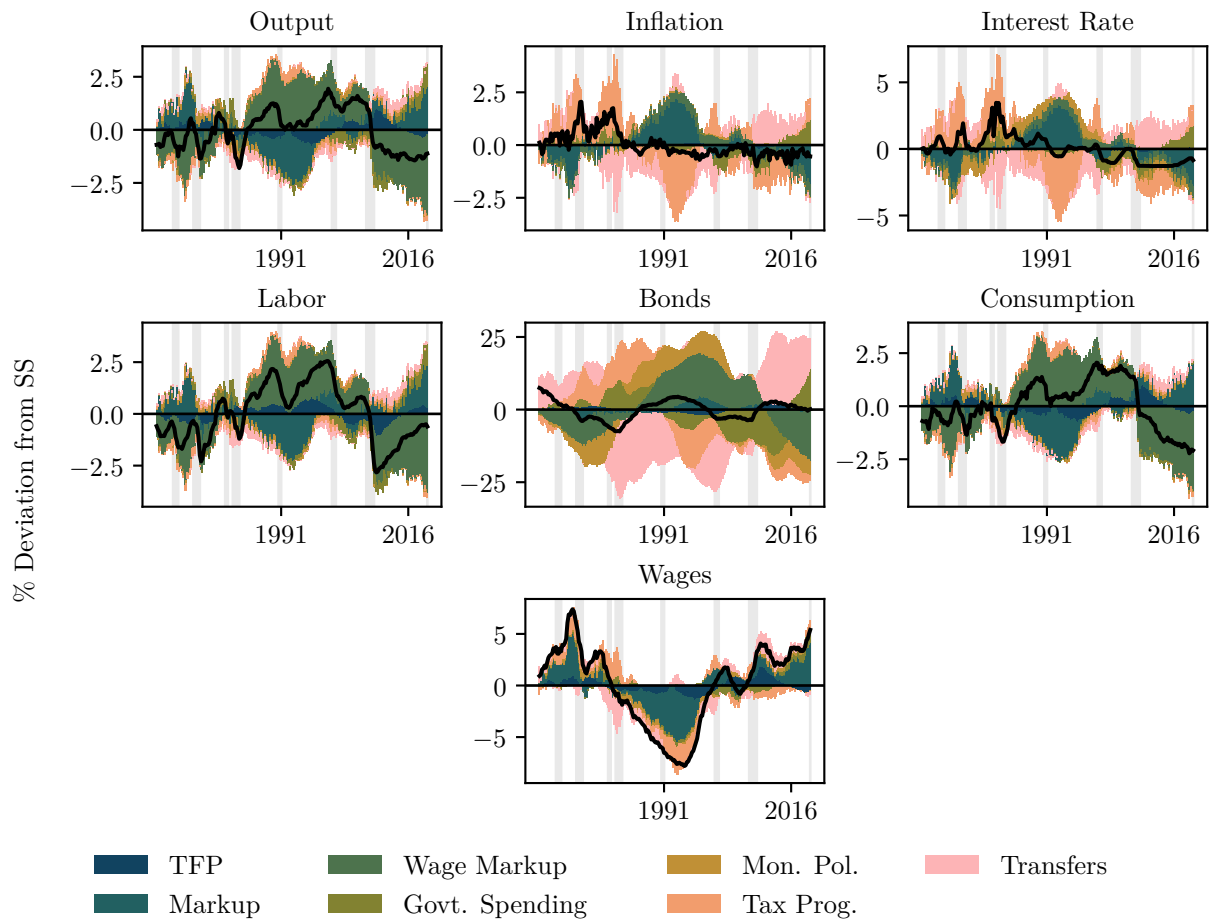 Output Inflation Interest Rate
2.5 2.5 5
0.0 0.0 0
−2.5 −2.5 −5
1991 2016 1991 2016 1991 2016
Labor Bonds Consumption
2.5 25 2.5
0.0 0 0.0
−2.5 −25 −2.5
1991 2016 1991 2016 1991 2016
% Deviation from SS
Wages
5
0
−5
1991 2016
TFP Wage Markup Mon. Pol. Transfers
Markup Govt. Spending Tax Prog.